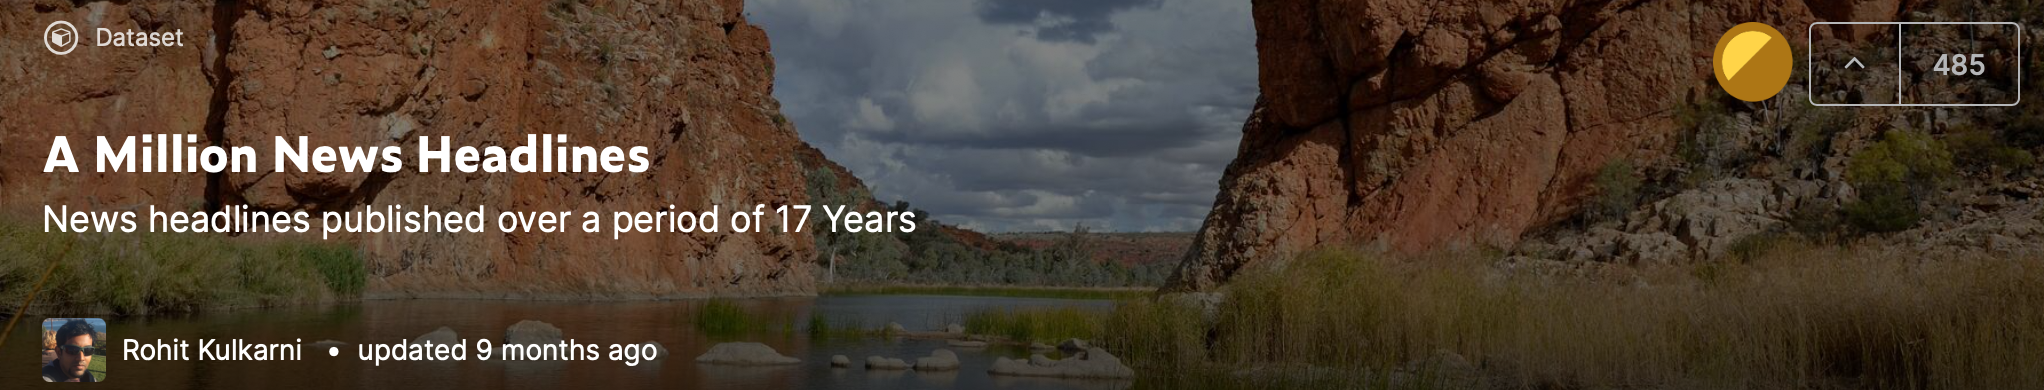 Dataset
485
A Million News Headlines
News headlines published over a period of 17 Years
Rohit Kulkarni • updated 9 months ago